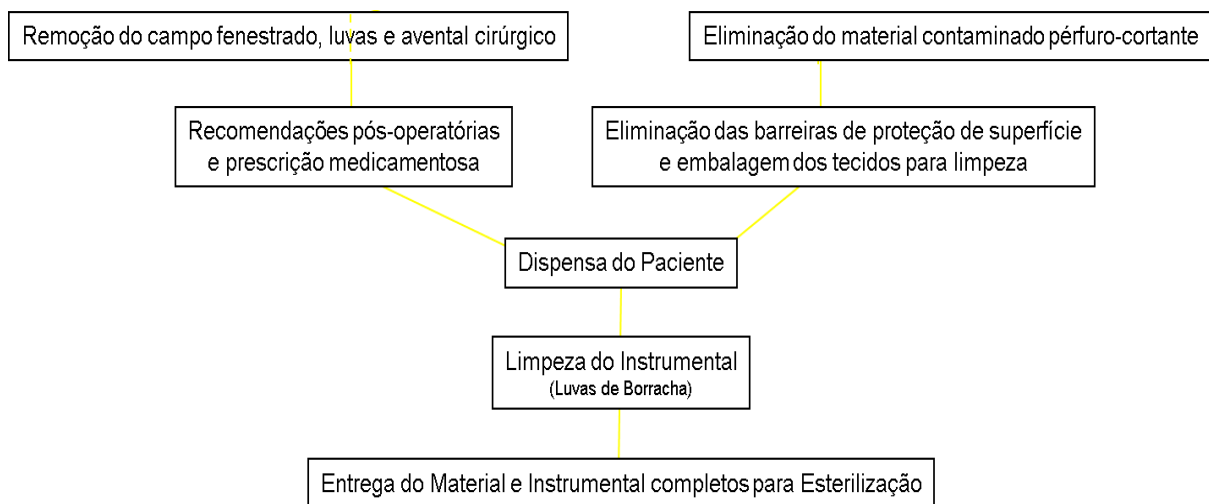 Remoção do campo fenestrado, luvas e avental cirúrgico
Eliminação do material contaminado pérfuro-cortante
Recomendações pós-operatórias
e prescrição medicamentosa
Eliminação das barreiras de proteção de superfície
e embalagem dos tecidos para limpeza
Dispensa do Paciente
Limpeza do Instrumental
(Luvas de Borracha)
Entrega do Material e Instrumental completos para Esterilização